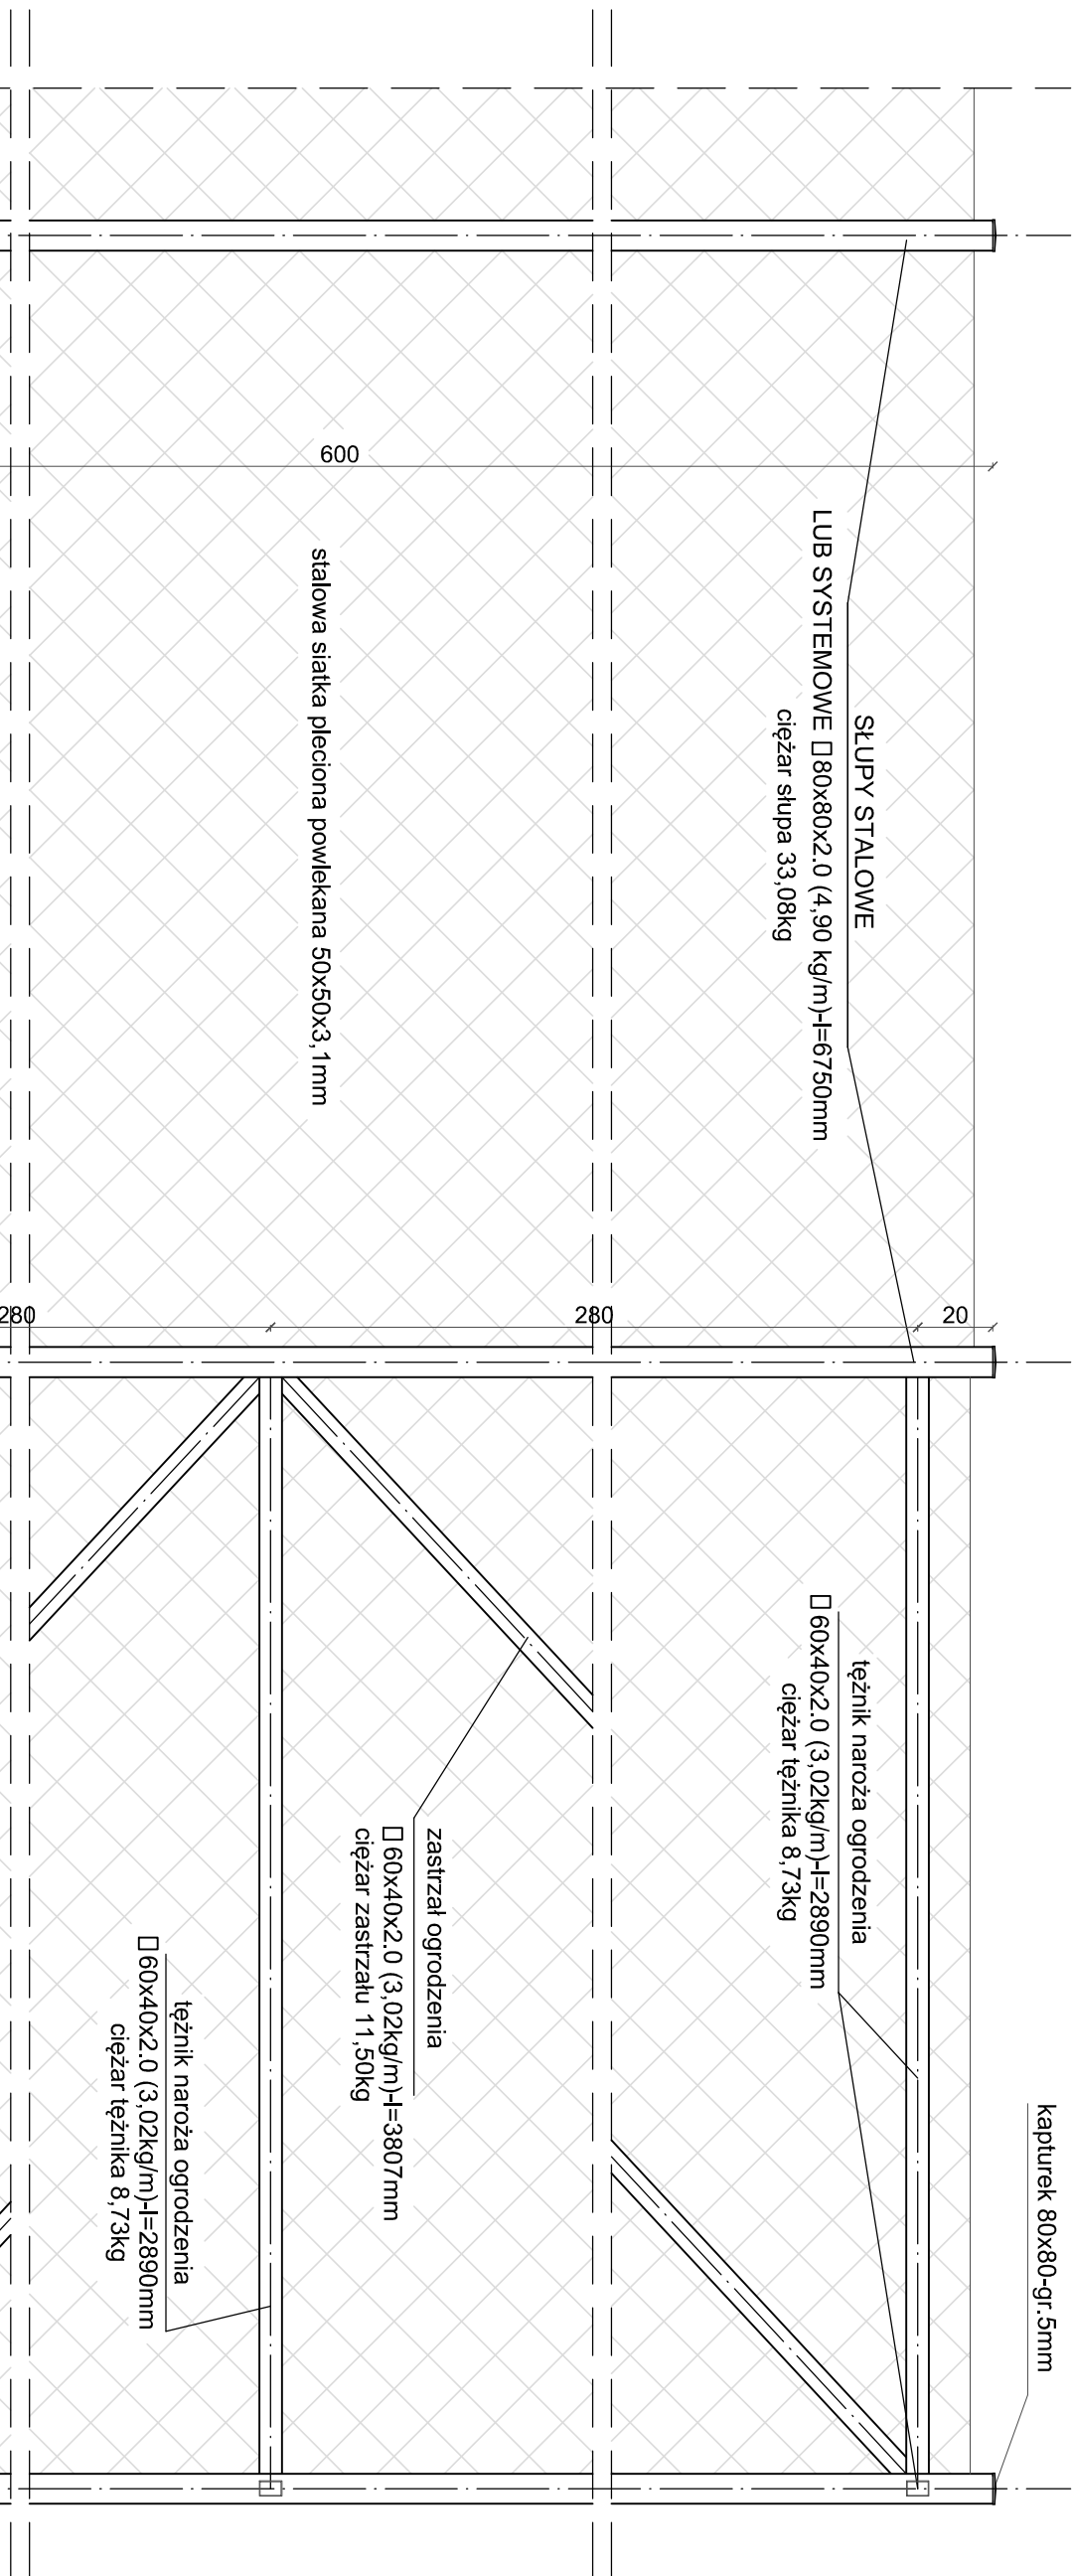 kapturek 80x80-gr.5mm
SŁUPY STALOWE
LUB SYSTEMOWE □80x80x2.0 (4,90 kg/m)-l=6750mm
ciężar słupa 33,08kg
tężnik naroża ogrodzenia
□60x40x2.0 (3,02kg/m)-l=2890mm
ciężar tężnika 8,73kg
20
280
280
600
stalowa siatka pleciona powlekana 50x50x3,1mm
zastrzał ogrodzenia
□60x40x2.0 (3,02kg/m)-l=3807mm
ciężar zastrzału 11,50kg
tężnik naroża ogrodzenia
□60x40x2.0 (3,02kg/m)-l=2890mm
ciężar tężnika 8,73kg